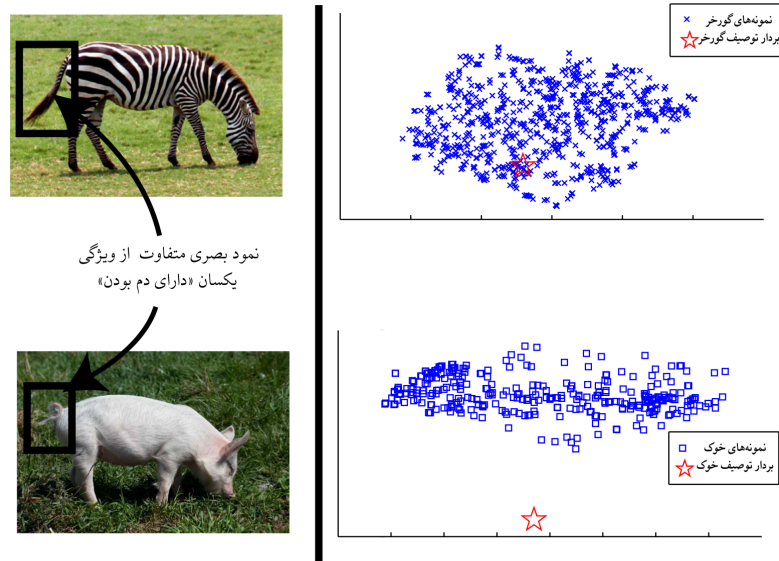 نمونه‌های گورخر
بردار توصیف گورخر
نمود بصری متفاوت از ویژگی
یکسان «دارای دم بودن»
نمونه‌های خوک
بردار توصیف خوک